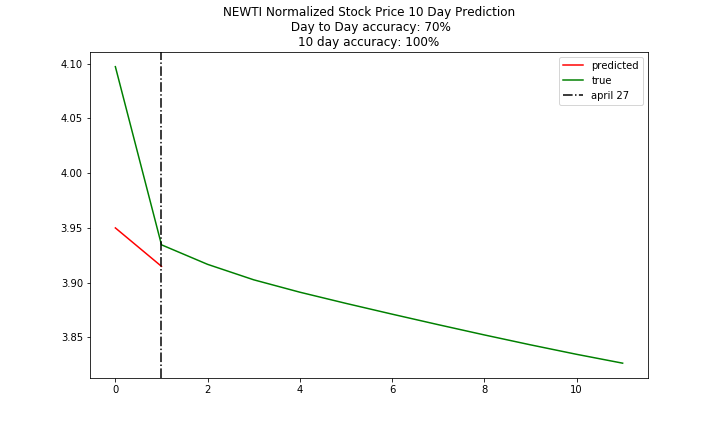 NEWTI Normalized Stock Price 10 Day Prediction
Day to Day accuracy: 70%
10 day accuracy: 100%
predicted
true
april 27
4.10
4.05
4.00
3.95
3.90
3.85
0 2 4 6 8 10